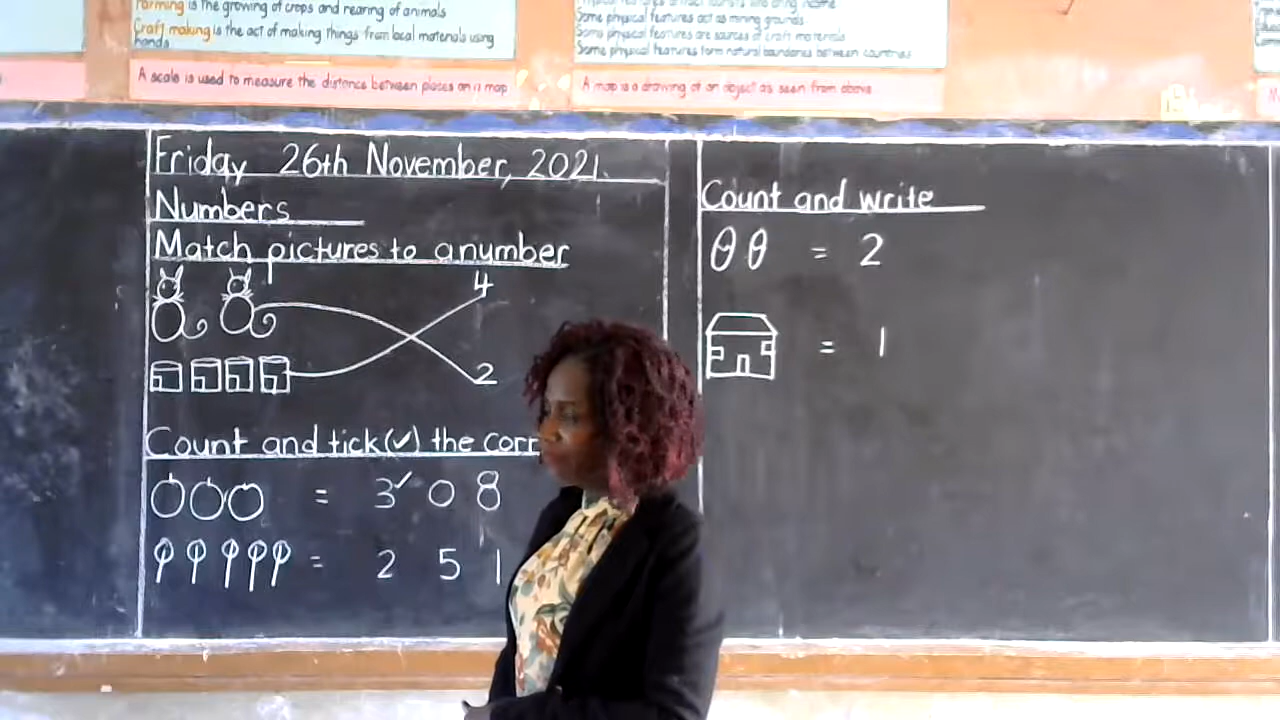 Farming is the growing of crops and rearing of animals
Craft making is the act of making things from local materials using
hands
A scale is used to measure the distance between places on a map
Some physical features act as mining grounds
Some physical features are sources of craft materials
Some physical features form natural boundaries between countries
A map is a drawing of an object as seen from above
Friday 26th November, 2021.
Numbers
Match pictures to a number
4
2
Count and tick(✓) the corr
= 3✓ 0 8
= 2 5 1
Count and write
= 2
= 1